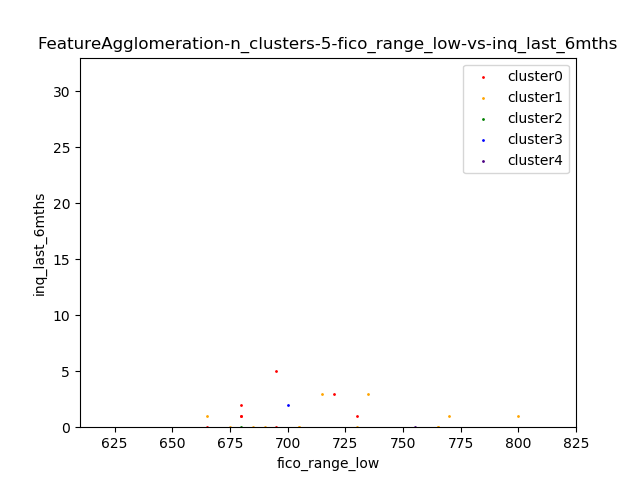 FeatureAgglomeration-n_clusters-5-fico_range_low-vs-inq_last_6mths
cluster0
cluster1
cluster2
cluster3
cluster4
30
25
20
15
10
5
0
inq_last_6mths
625 650 675 700 725 750 775 800 825
fico_range_low